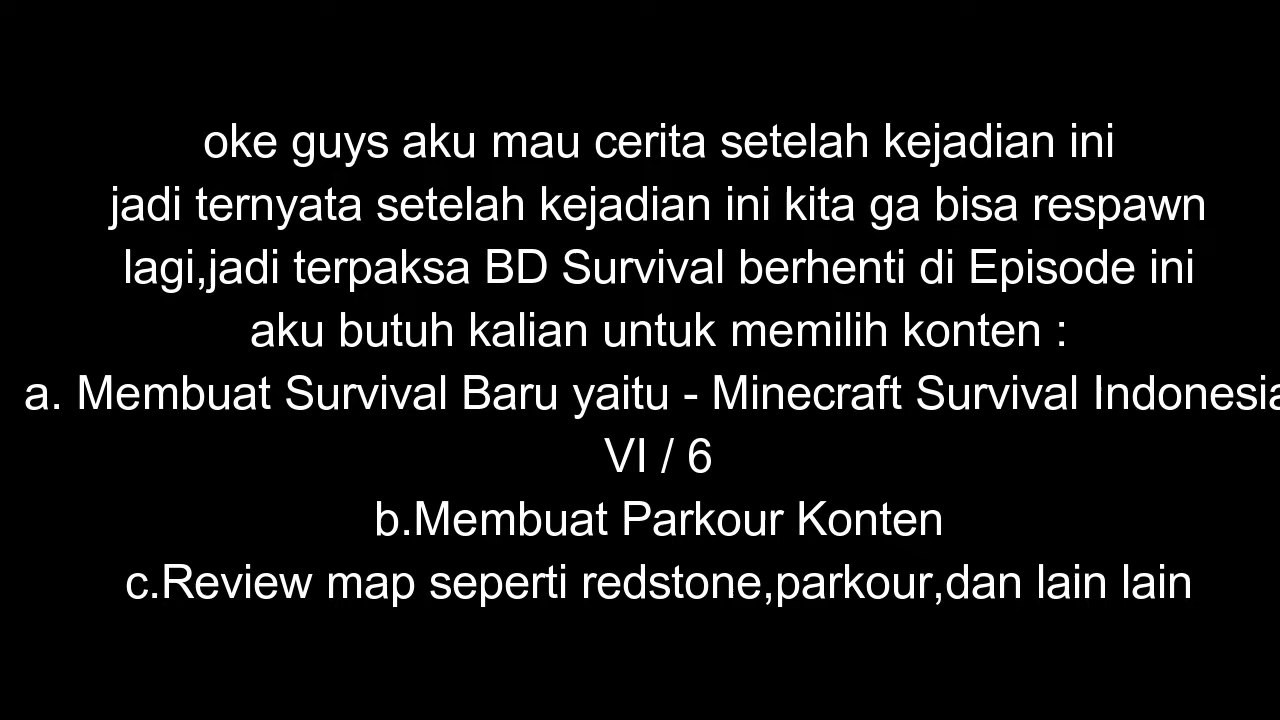 oke guys aku mau cerita setelah kejadian ini
jadi ternyata setelah kejadian ini kita ga bisa respawn
lagi,jadi terpaksa BD Survival berhenti di Episode ini
aku butuh kalian untuk memilih konten :
a. Membuat Survival Baru yaitu - Minecraft Survival Indonesia
VI / 6
b.Membuat Parkour Konten
c.Review map seperti redstone,parkour,dan lain lain